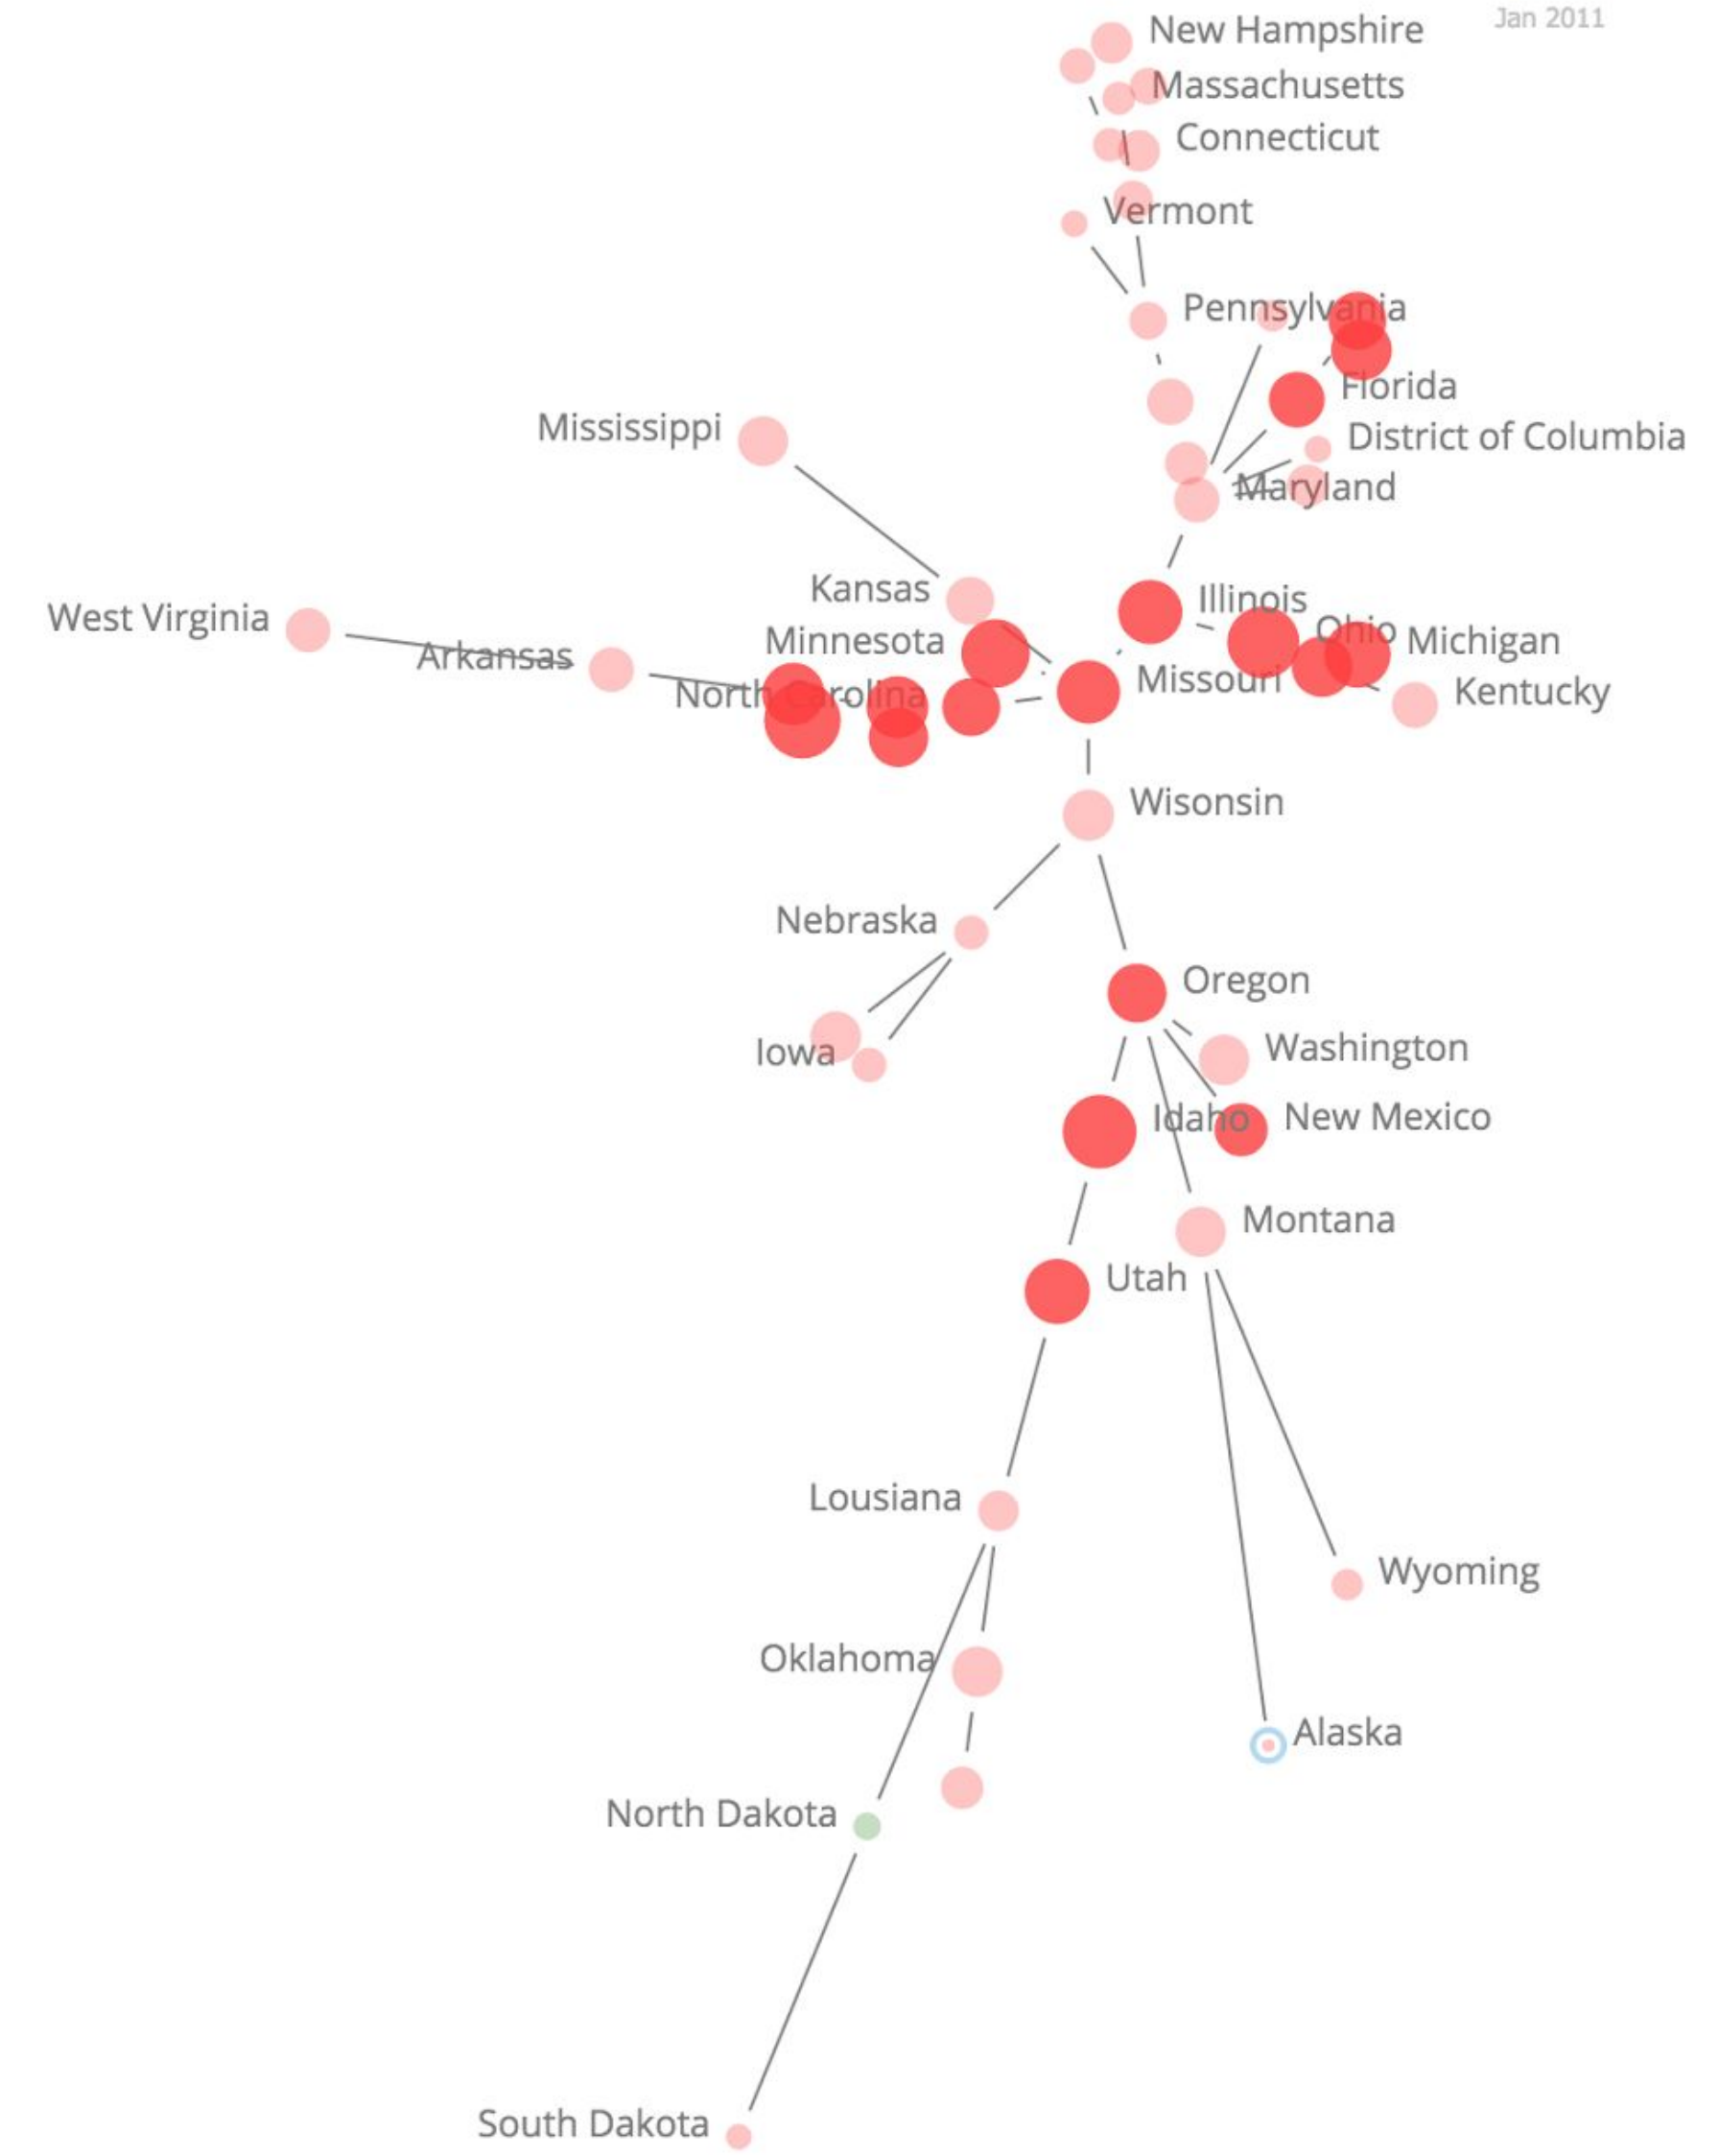 Jan 2011
New Hampshire
Massachusetts
Connecticut
Vermont
Pennsylvania
Florida
Mississippi
District of Columbia
Maryland
Kansas
Illinois
West Virginia
Ohio
Minnesota
Michigan
Arkansas
Missouri
North Carolina
Kentucky
Wisonsin
Nebraska
Oregon
Iowa
Washington
Idaho
New Mexico
Montana
Utah
Lousiana
Wyoming
Oklahoma
Alaska
North Dakota
South Dakota